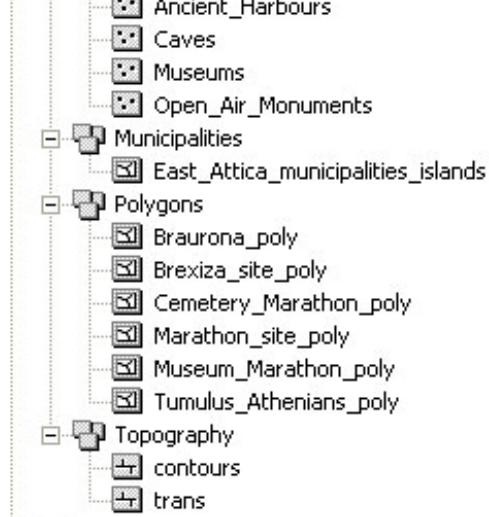 Ancient_Harbours
Caves
Museums
Open_Air_Monuments
Municipalities
East_Attica_municipalities_islands
Polygons
Braurona_poly
Brexiza_site_poly
Cemetery_Marathon_poly
Marathon_site_poly
Museum_Marathon_poly
Tumulus_Athenians_poly
Topography
contours
trans